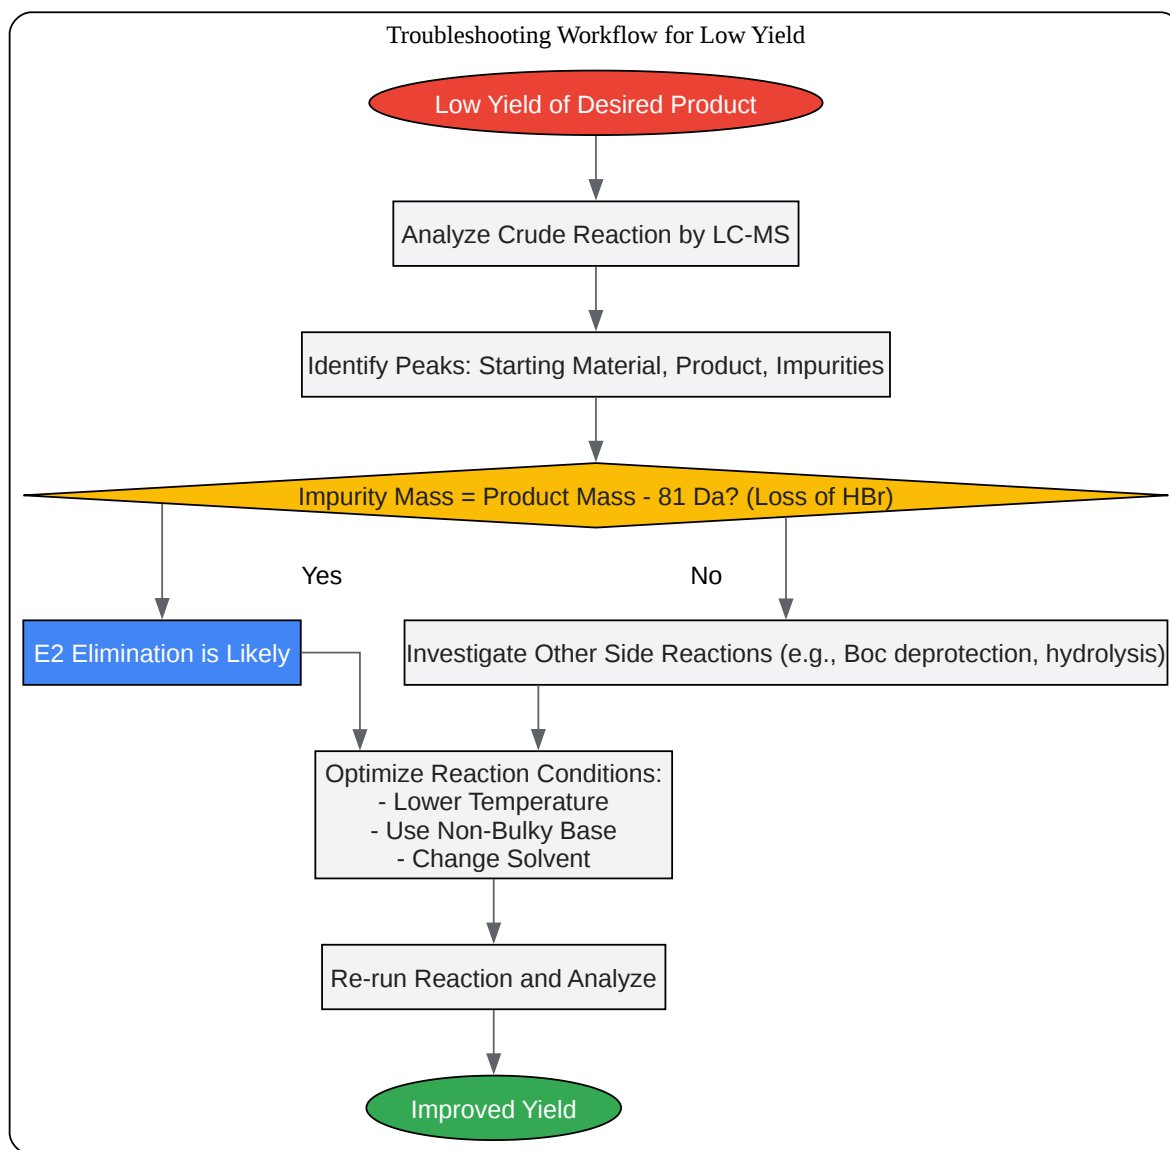 Troubleshooting Workflow for Low Yield
Low Yield of Desired Product
Analyze Crude Reaction by LC-MS
Identify Peaks: Starting Material, Product, Impurities
Impurity Mass = Product Mass - 81 Da? (Loss of HBr)
Yes
No
E2 Elimination is Likely
Investigate Other Side Reactions (e.g., Boc deprotection, hydrolysis)
Optimize Reaction Conditions:
- Lower Temperature
- Use Non-Bulky Base
- Change Solvent
Re-run Reaction and Analyze
Improved Yield